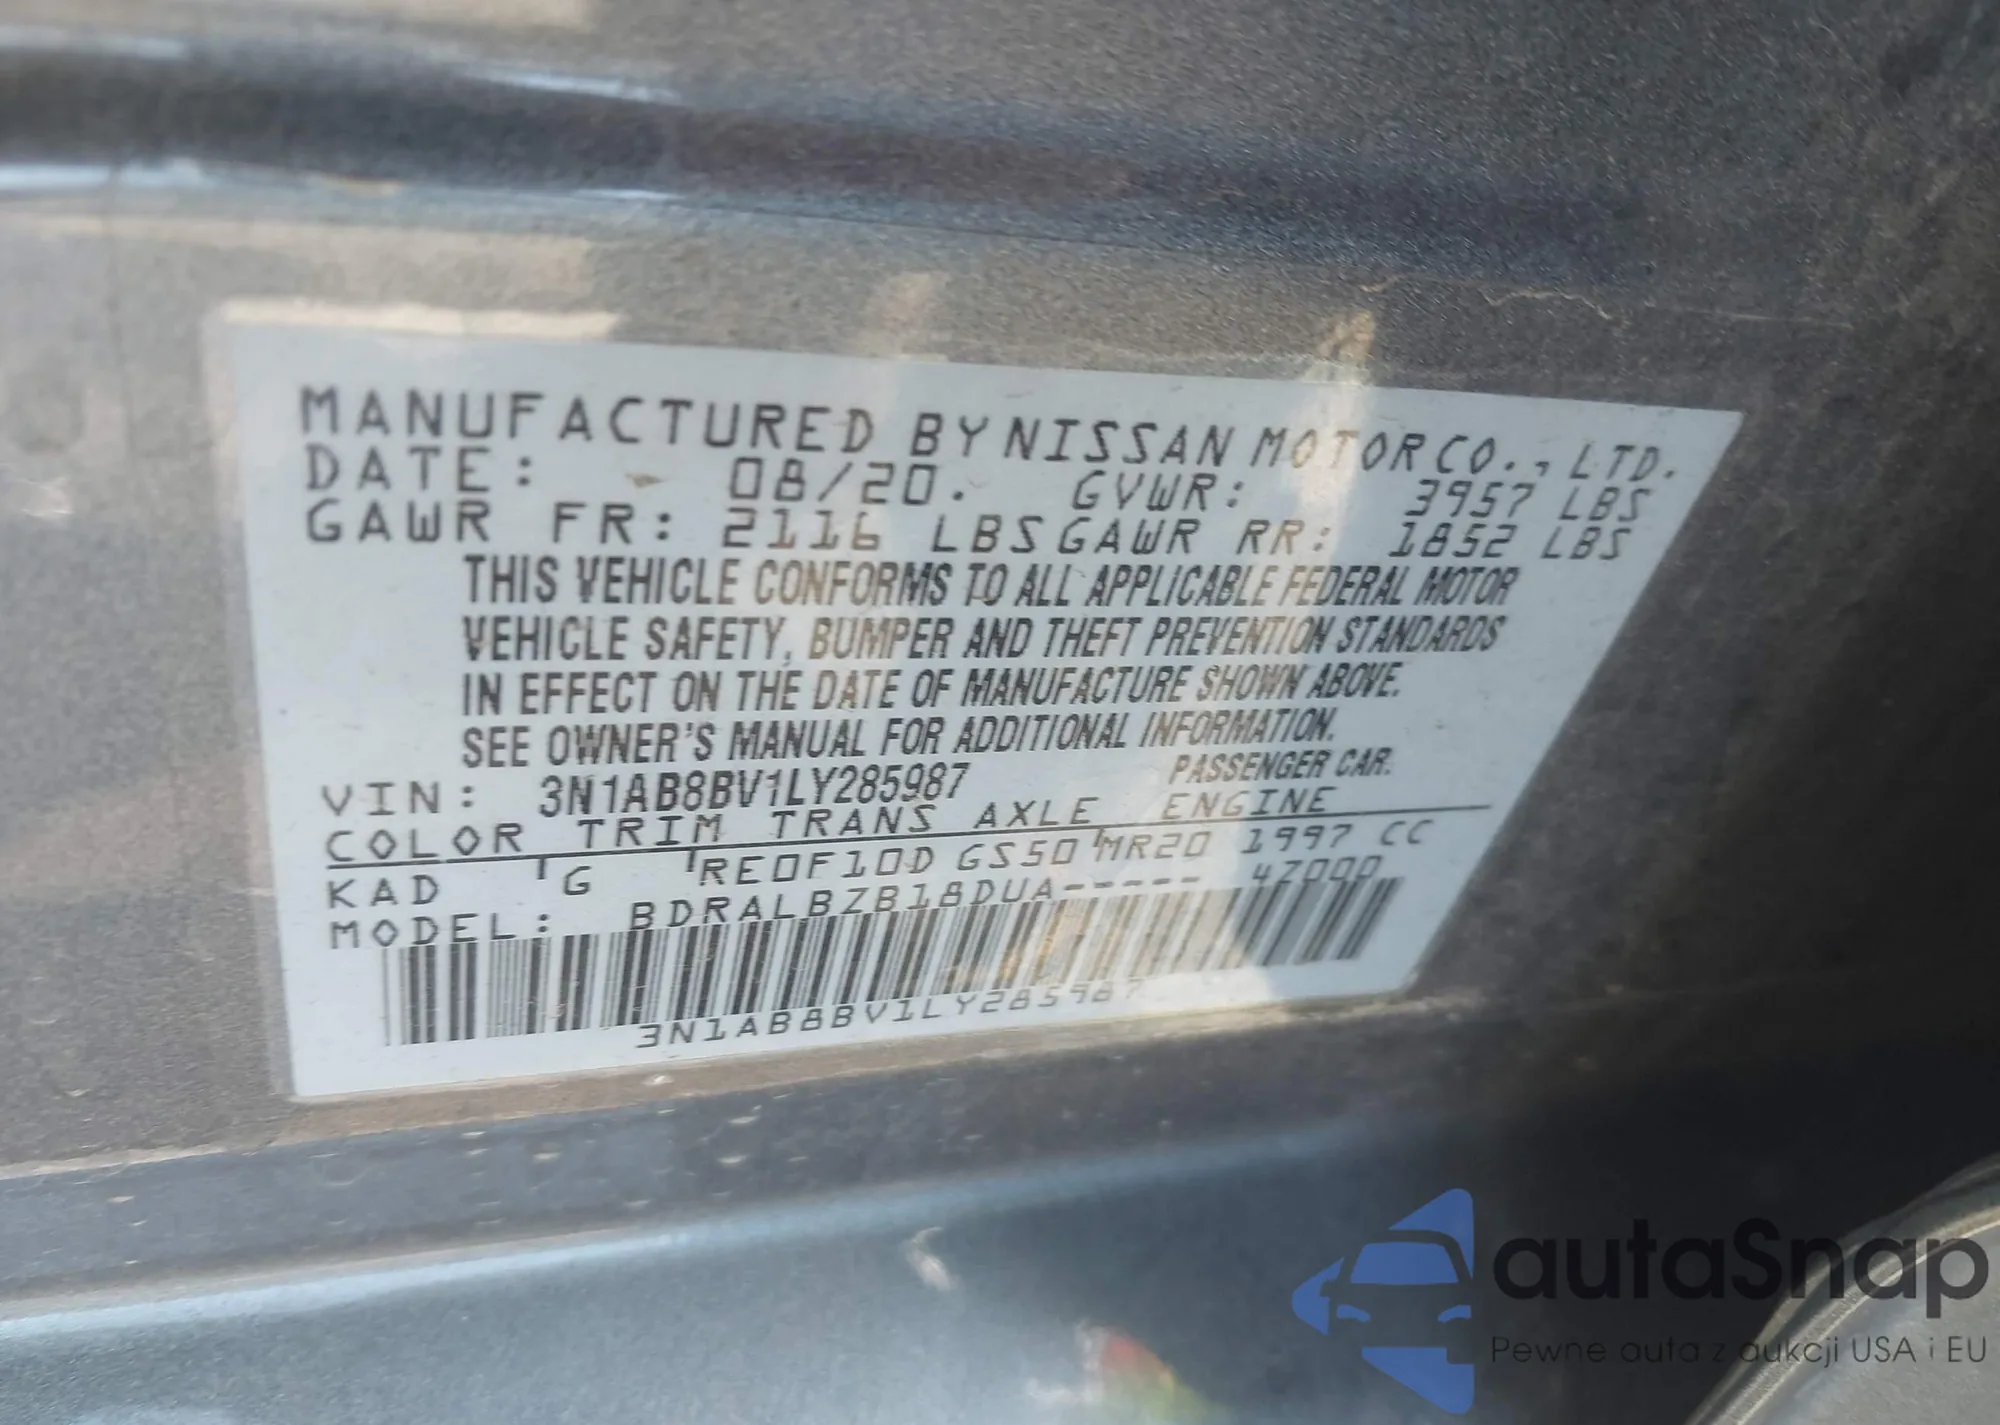 MANUFACTURED BY NISSAN MOTOR CO., LTD.
DATE: 08/20. GVWR: 3957 LBS
GAWR FR: 2116 LBS GAWR RR: 1852 LBS
THIS VEHICLE CONFORMS TO ALL APPLICABLE FEDERAL MOTOR
VEHICLE SAFETY, BUMPER AND THEFT PREVENTION STANDARDS
IN EFFECT ON THE DATE OF MANUFACTURE SHOWN ABOVE.
SEE OWNER'S MANUAL FOR ADDITIONAL INFORMATION.
VIN: 3N1AB8BV1LY285987 PASSENGER CAR.
COLOR TRIM TRANS AXLE ENGINE
KAD G RE0F10D GS50 MR20 1997 CC
MODEL: BDRALBZB18DUA----- 47000
3N1AB8BV1LY285987
autaSnap
Pewne auta z aukcji USA i EU